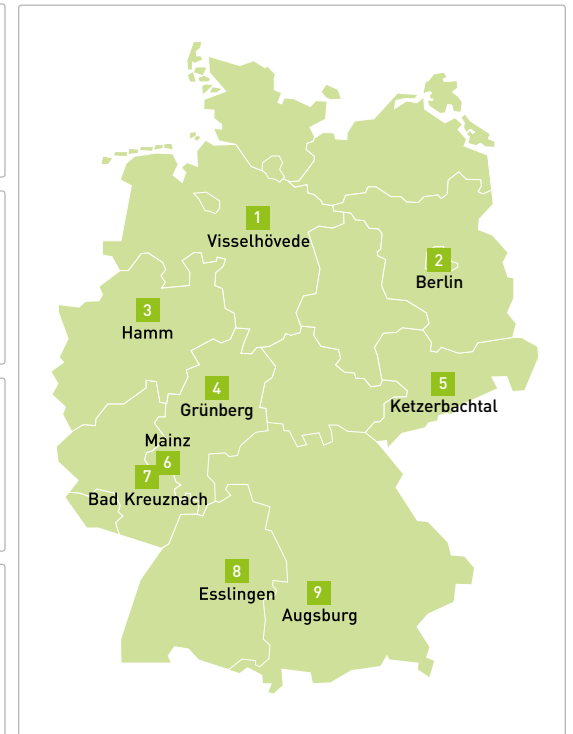 1
Visselhövede
2
Berlin
3
Hamm
4
Grünberg
5
Ketzerbachtal
Mainz
6
7
Bad Kreuznach
8
Esslingen
9
Augsburg